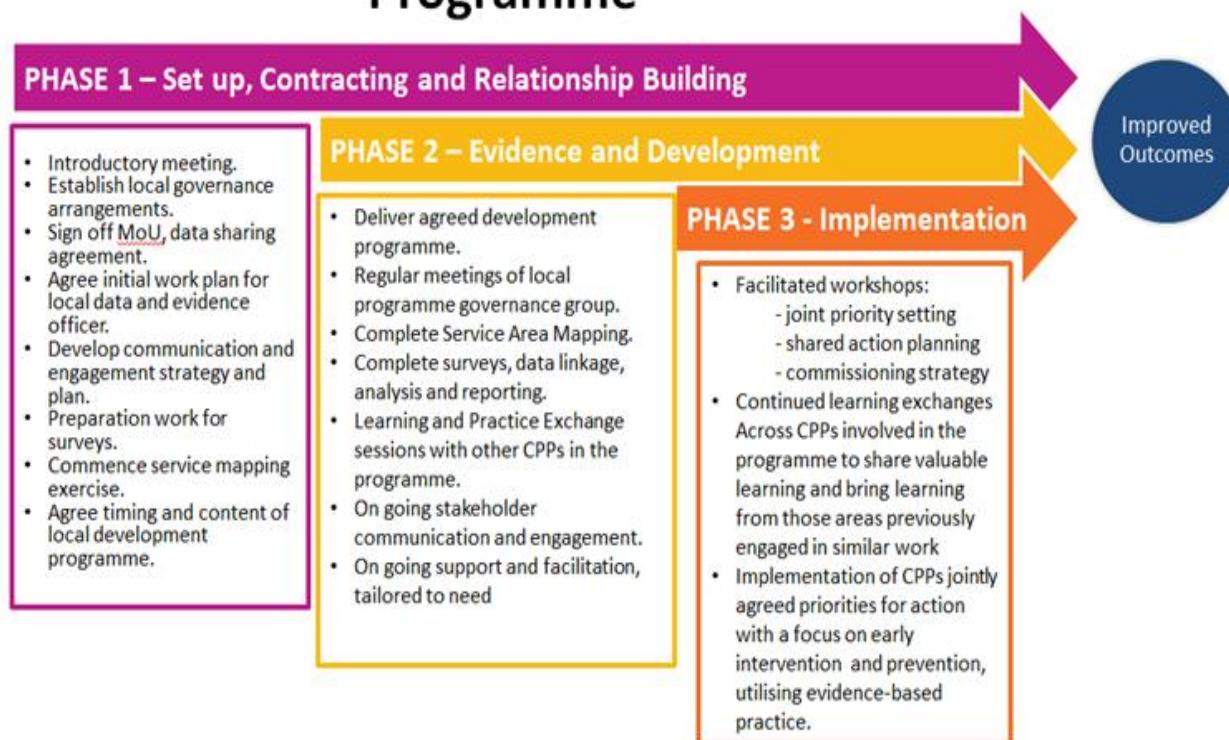 Programme
PHASE 1 – Set up, Contracting and Relationship Building
• Introductory meeting.
• Establish local governance
arrangements.
• Sign off MoU, data sharing
agreement.
• Agree initial work plan for
local data and evidence
officer.
• Develop communication and
engagement strategy and
plan.
• Preparation work for
surveys.
• Commence service mapping
exercise.
• Agree timing and content of
local development
programme.
PHASE 2 – Evidence and Development
• Deliver agreed development
programme.
• Regular meetings of local
programme governance group.
• Complete Service Area Mapping.
• Complete surveys, data linkage,
analysis and reporting.
• Learning and Practice Exchange
sessions with other CPPs in the
programme.
• On going stakeholder
communication and engagement.
• On going support and facilitation,
tailored to need
PHASE 3 - Implementation
• Facilitated workshops:
- joint priority setting
- shared action planning
- commissioning strategy
• Continued learning exchanges
Across CPPs involved in the
programme to share valuable
learning and bring learning
from those areas previously
engaged in similar work
• Implementation of CPPs jointly
agreed priorities for action
with a focus on early
intervention and prevention,
utilising evidence-based
practice.
Improved
Outcomes